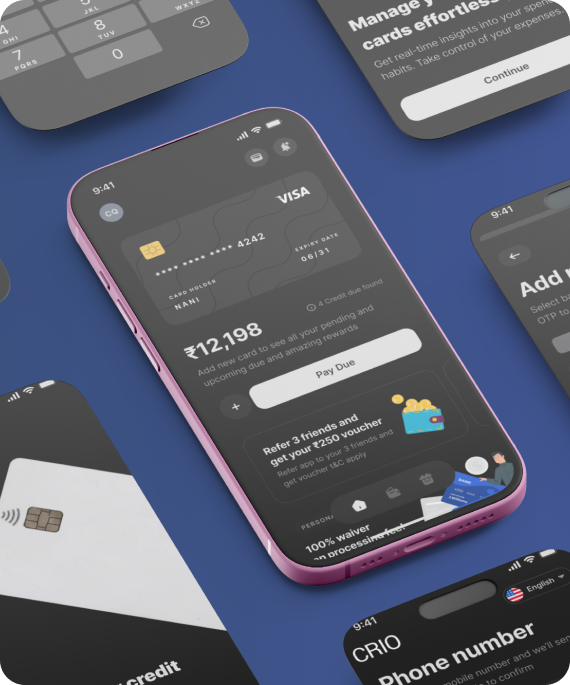 GHI
5
JKL
7
PQRS
8
TUV
WXYZ
0
Manage y
cards effortless
Get real-time insights into your spen
habits. Take control of your expenses
Continue
9:41
CQ
VISA
**** **** **** 4242
CARD HOLDER
NANI
EXPIRY DATE
06/31
4 Credit due found
₹12,198
Add new card to see all your pending and
upcoming due and amazing rewards
Pay Due
Refer 3 friends and
get your ₹250 voucher
Refer app to your 3 friends and
get voucher t&C apply
PERSON
100% waiver
on processing fee!
BANK
9:41
Add
Select ba
OTP to
credit
9:41
English
CRIO
Phone number
mobile number and we'll sen
to confirm